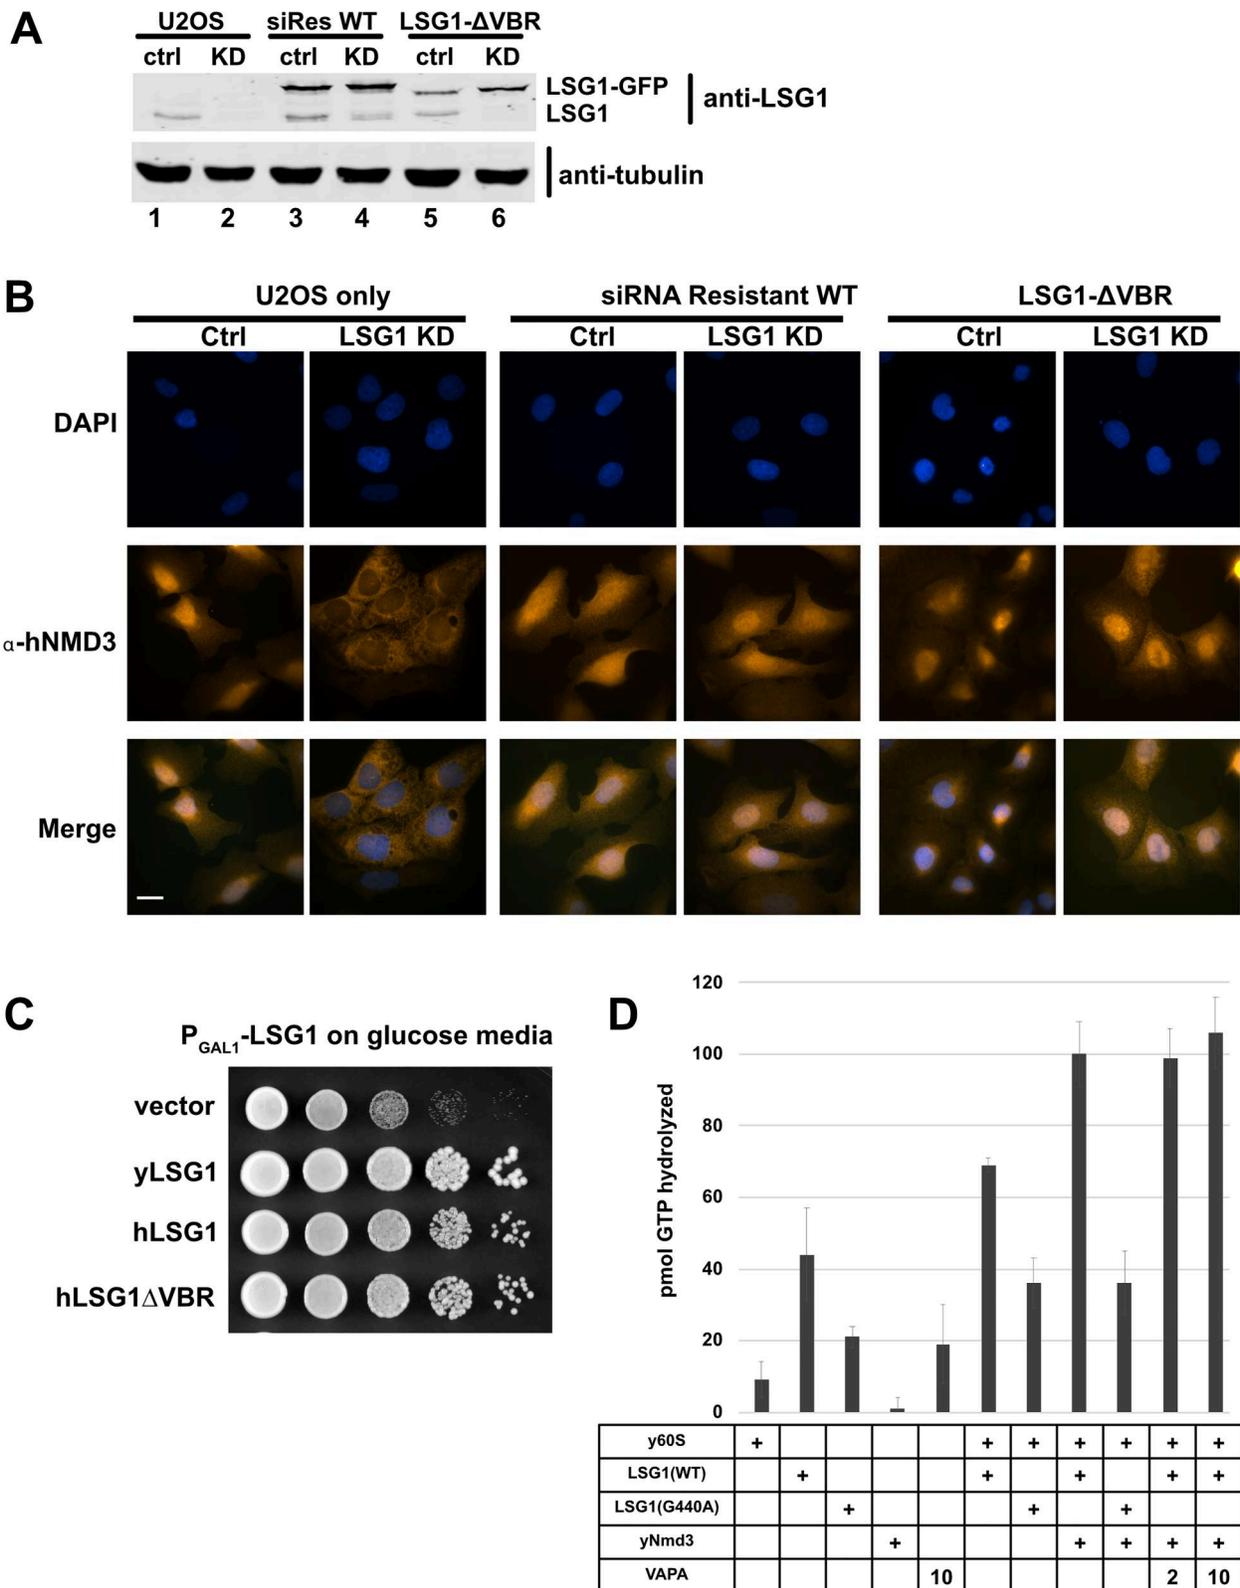 A
U2OS siRes WT LSG1-ΔVBR
ctrl KD ctrl KD ctrl KD
LSG1-GFP
LSG1
anti-LSG1
anti-tubulin
1 2 3 4 5 6
B
U2OS only siRNA Resistant WT LSG1-ΔVBR
Ctrl LSG1 KD Ctrl LSG1 KD Ctrl LSG1 KD
DAPI
α-hNMD3
Merge
C
PGAL1-LSG1 on glucose media
vector
yLSG1
hLSG1
hLSG1ΔVBR
D
pmol GTP hydrolyzed
120
100
80
60
40
20
0
y60S + + + + + + +
LSG1(WT) + + + + +
LSG1(G440A) + + +
yNmd3 + + + + +
VAPA 10 2 10